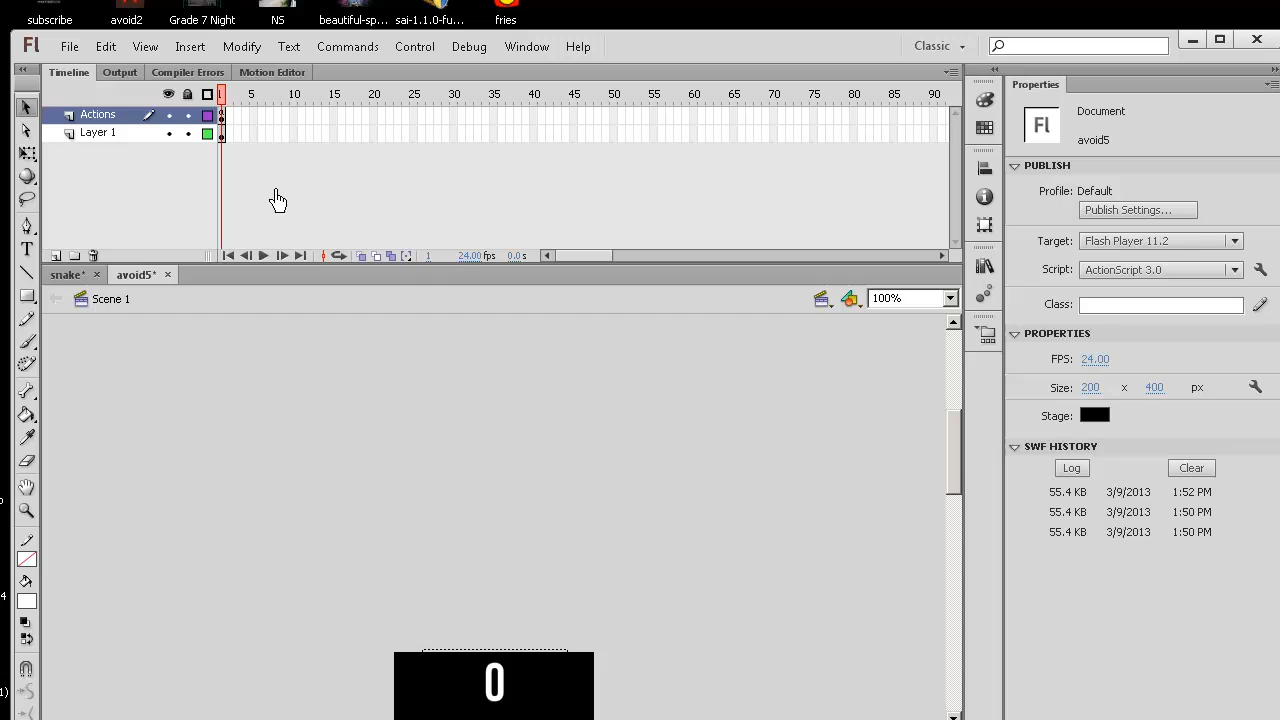 subscribe avoid2 Grade 7 Night NS beautiful-sp... sai-1.1.0-fu... fries
Fl File Edit View Insert Modify Text Commands Control Debug Window Help Classic
Timeline Output Compiler Errors Motion Editor
1 5 10 15 20 25 30 35 40 45 50 55 60 65 70 75 80 85 90
Actions
Layer 1
1 24.00 fps 0.0 s
snake* × avoid5* ×
Scene 1 100%
0
Properties
Fl Document
avoid5
PUBLISH
Profile: Default
Publish Settings...
Target: Flash Player 11.2
Script: ActionScript 3.0
Class:
PROPERTIES
FPS: 24.00
Size: 200 x 400 px
Stage:
SWF HISTORY
Log Clear
55.4 KB 3/9/2013 1:52 PM
55.4 KB 3/9/2013 1:50 PM
55.4 KB 3/9/2013 1:50 PM
4
1)